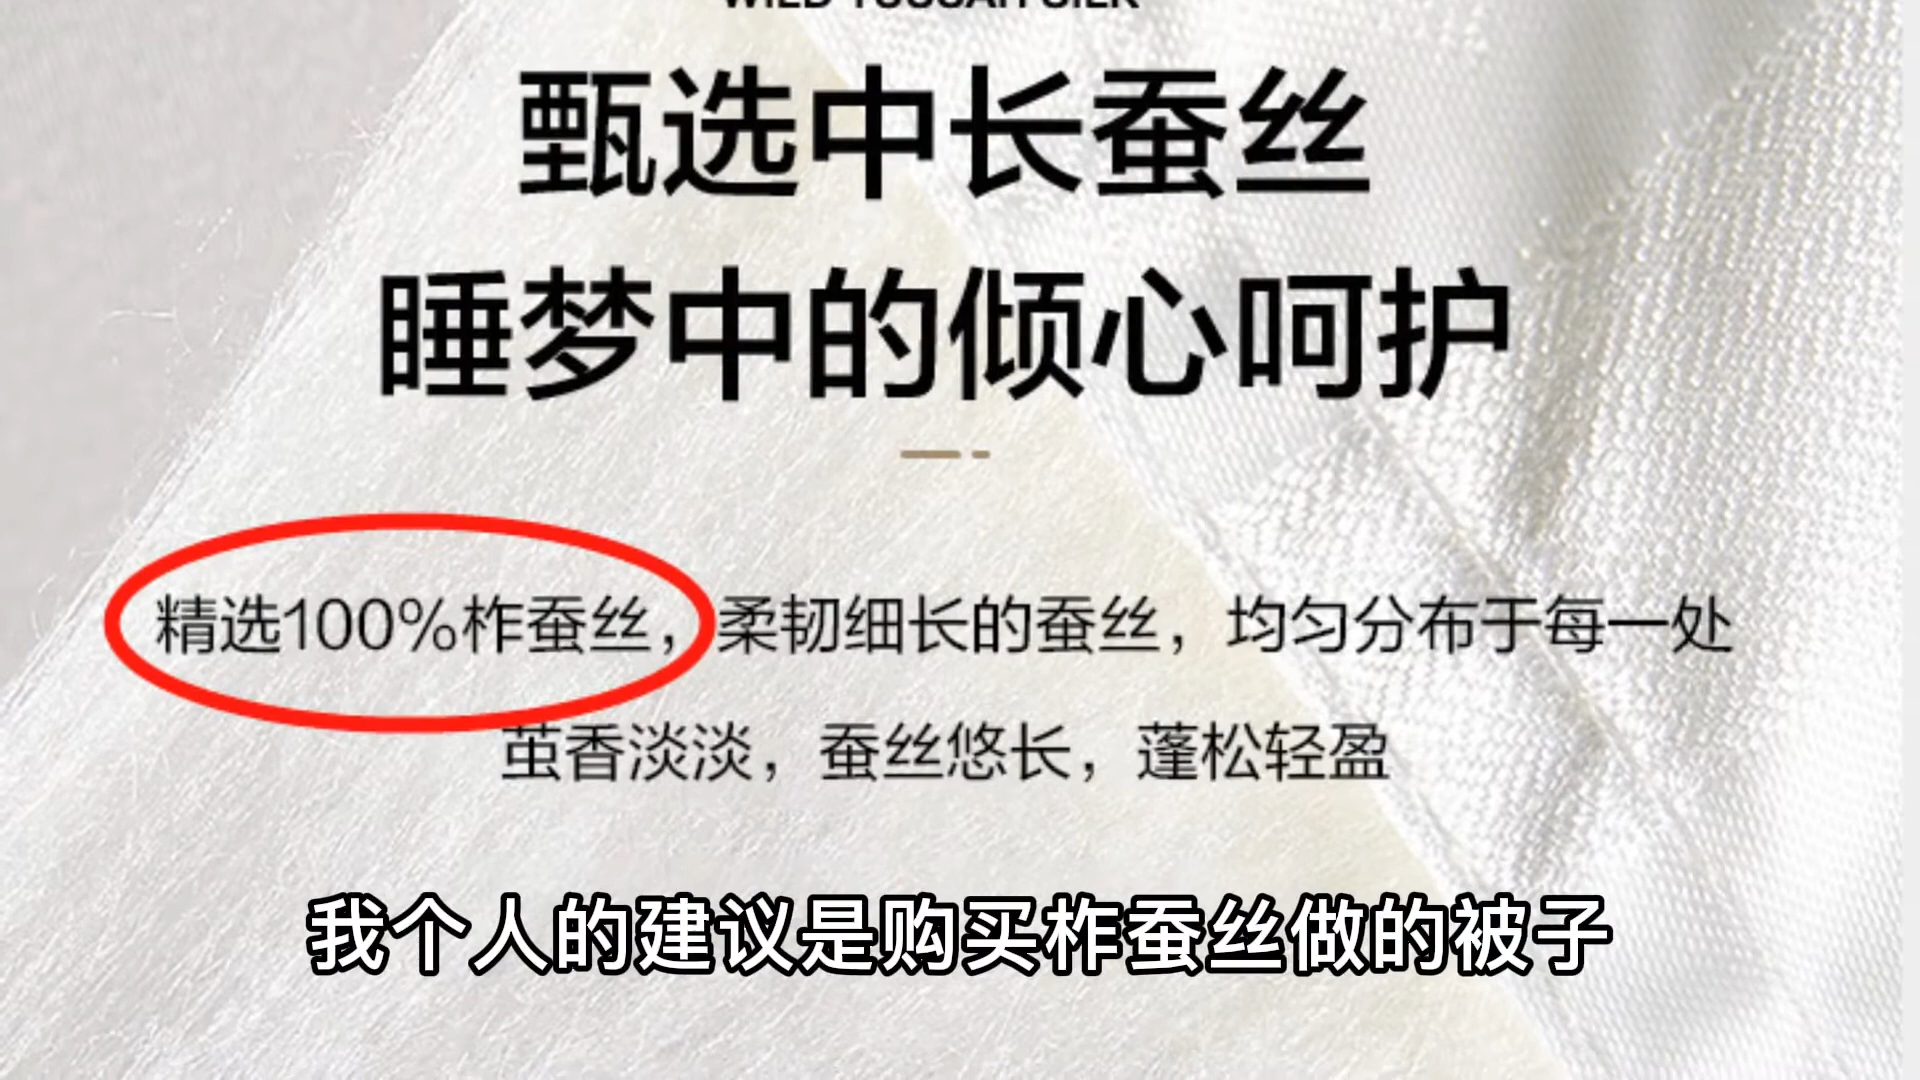 甄选中长蚕丝
睡梦中的倾心呵护
精选100%柞蚕丝，柔韧细长的蚕丝，均匀分布于每一处
茧香淡淡，蚕丝悠长，蓬松轻盈
我个人的建议是购买柞蚕丝做的被子